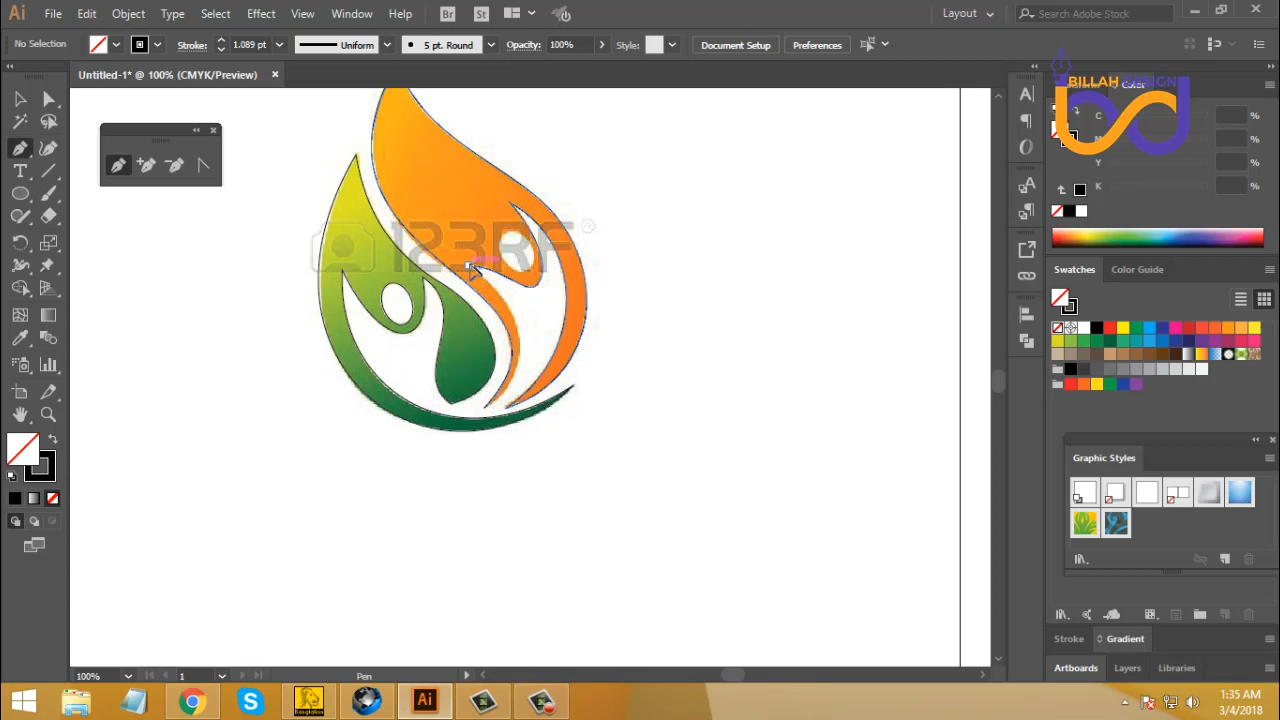 Ai File Edit Object Type Select Effect View Window Help Br St Layout Search Adobe Stock
No Selection Stroke: 1.089 pt Uniform 5 pt. Round Opacity: 100% Style: Document Setup Preferences
Untitled-1* @ 100% (CMYK/Preview)
BILLAH DESIGN
Color
C %
M %
Y %
K %
123RF ®
Swatches Color Guide
Graphic Styles
Stroke Gradient
Artboards Layers Libraries
100% 1 Pen
Banglalion
Ai
1:35 AM
3/4/2018